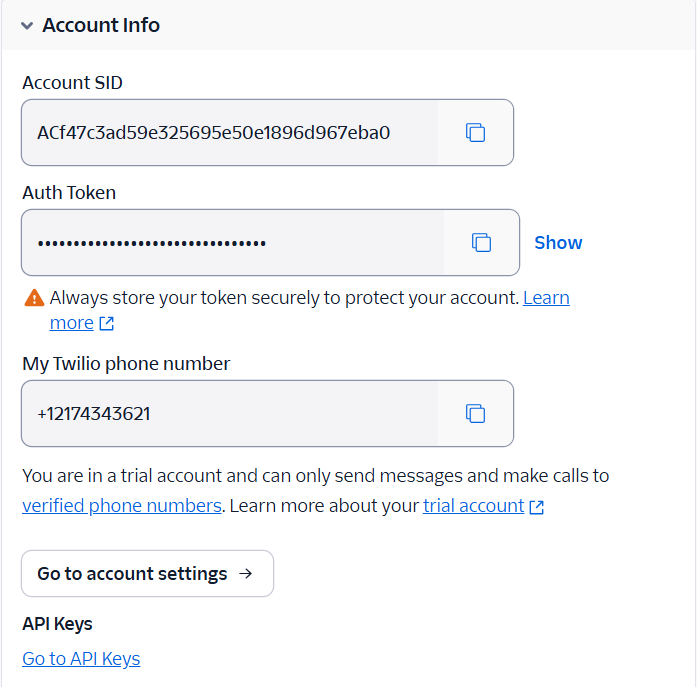 Account Info
Account SID
ACf47c3ad59e325695e50e1896d967eba0
Auth Token
••••••••••••••••••••••••••••••••
Show
Always store your token securely to protect your account. Learn
more
My Twilio phone number
+12174343621
You are in a trial account and can only send messages and make calls to
verified phone numbers. Learn more about your trial account
Go to account settings →
API Keys
Go to API Keys